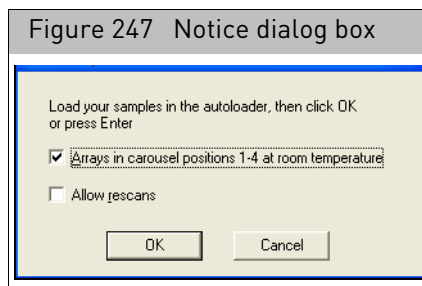 Figure 247 Notice dialog box
Load your samples in the autoloader, then click OK
or press Enter
Arrays in carousel positions 1-4 at room temperature
Allow rescans
OK Cancel